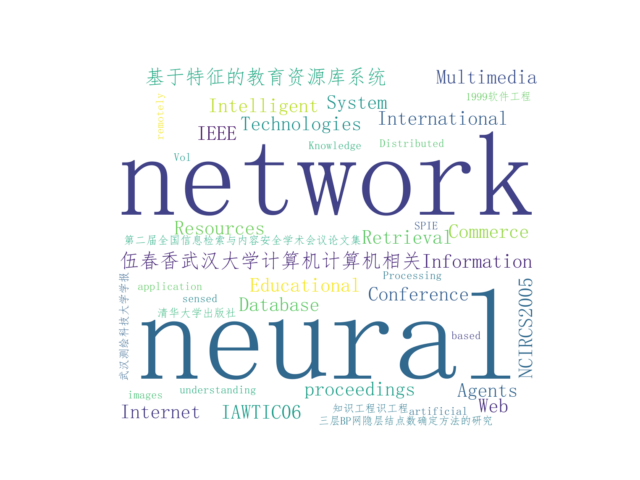 基于特征的教育资源库系统
Multimedia
1999软件工程
remotely
Intelligent
System
IEEE
Technologies
International
Knowledge
Distributed
Vol
network
Resources
SPIE
Commerce
第二届全国信息检索与内容安全学术会议论文集
Retrieval
伍春香武汉大学计算机计算机相关
Information
武汉测绘科技大学学报
application
Educational
Processing
sensed
Database
Conference
NCIRCS2005
清华大学出版社
neural
based
images
understanding
proceedings
Agents
Internet
IAWTIC06
知识工程识工程
artificial
Web
三层BP网隐层结点数确定方法的研究